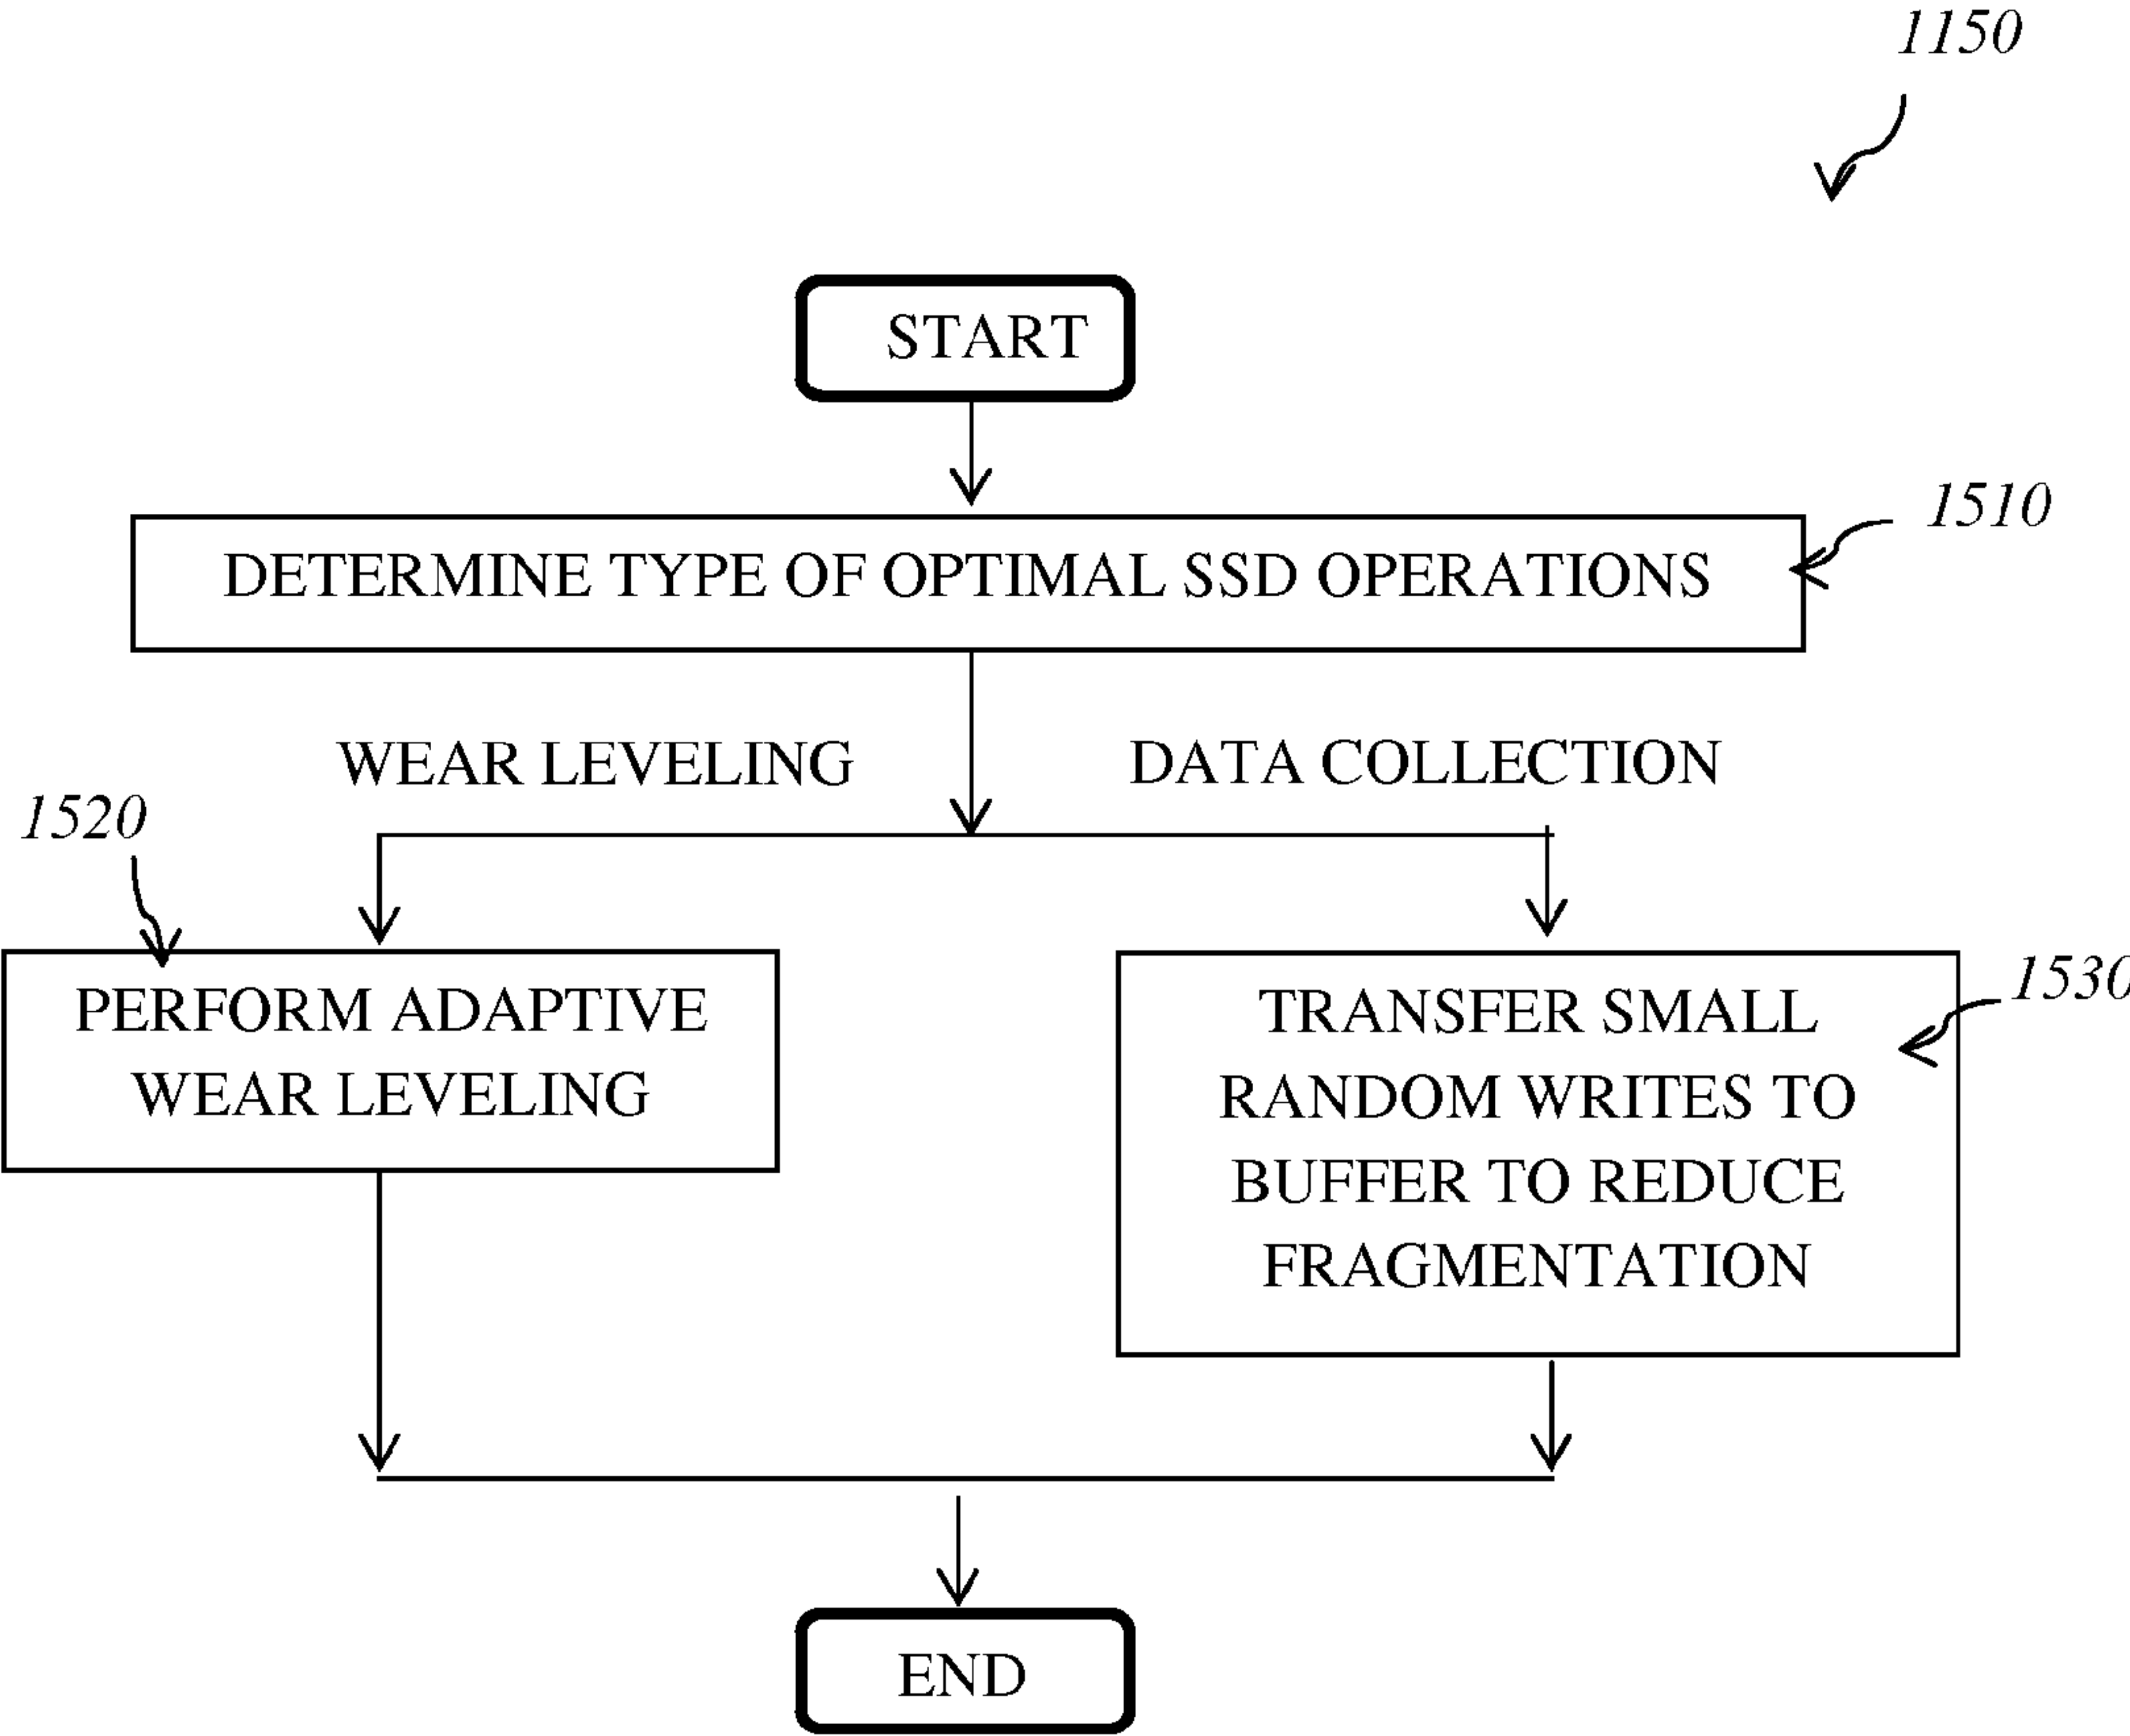 1150
START
1510
DETERMINE TYPE OF OPTIMAL SSD OPERATIONS
WEAR LEVELING
DATA COLLECTION
1520
PERFORM ADAPTIVE
WEAR LEVELING
1530
TRANSFER SMALL
RANDOM WRITES TO
BUFFER TO REDUCE
FRAGMENTATION
END